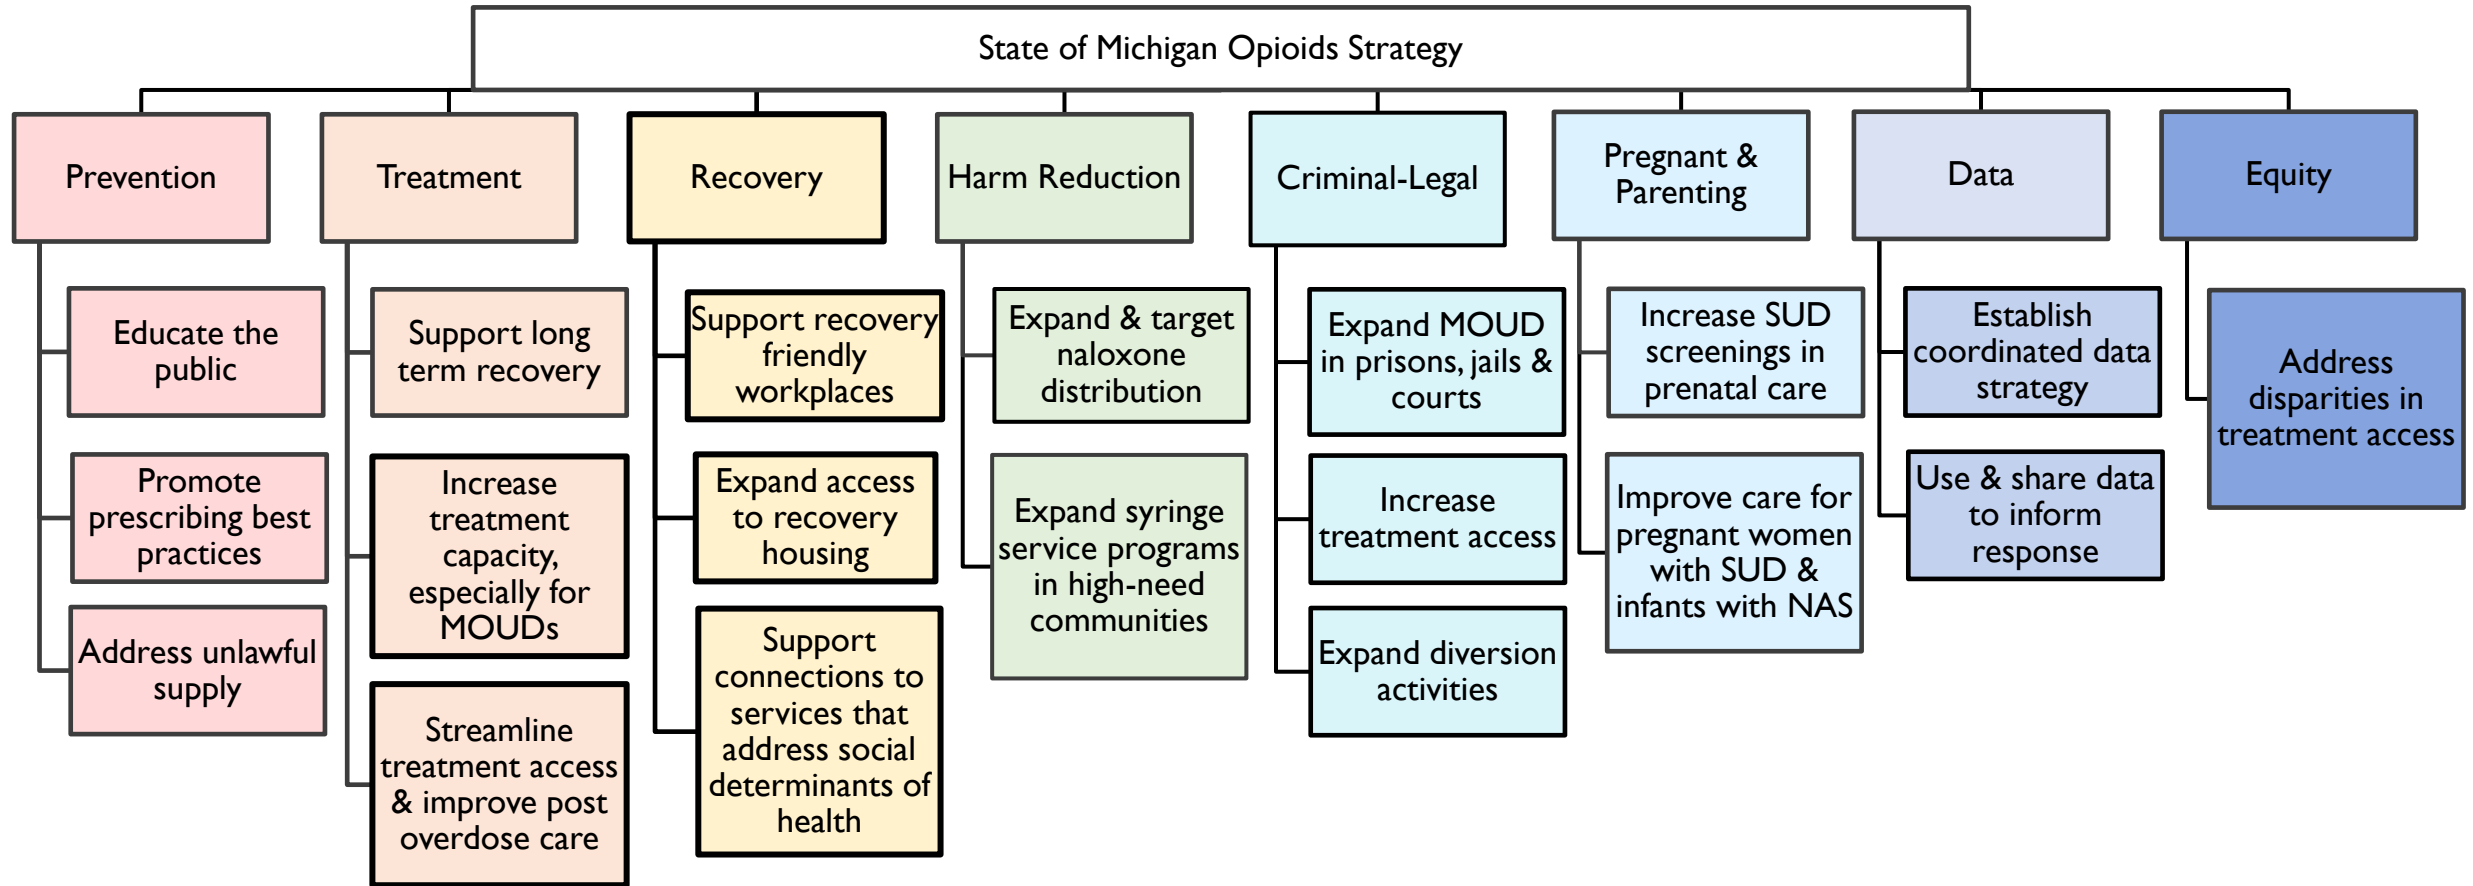 State of Michigan Opioids Strategy
Prevention
Educate the
public
Promote
prescribing best
practices
Address unlawful
supply
Treatment
Support long
term recovery
Increase
treatment
capacity,
especially for
MOUDs
Streamline
treatment access
& improve post
overdose care
Recovery
Support recovery
friendly
workplaces
Expand access
to recovery
housing
Support
connections to
services that
address social
determinants of
health
Harm Reduction
Expand & target
naloxone
distribution
Expand syringe
service programs
in high-need
communities
Criminal-Legal
Expand MOUD
in prisons, jails &
courts
Increase
treatment access
Expand diversion
activities
Pregnant &
Parenting
Increase SUD
screenings in
prenatal care
Improve care for
pregnant women
with SUD &
infants with NAS
Data
Establish
coordinated data
strategy
Use & share data
to inform
response
Equity
Address
disparities in
treatment access